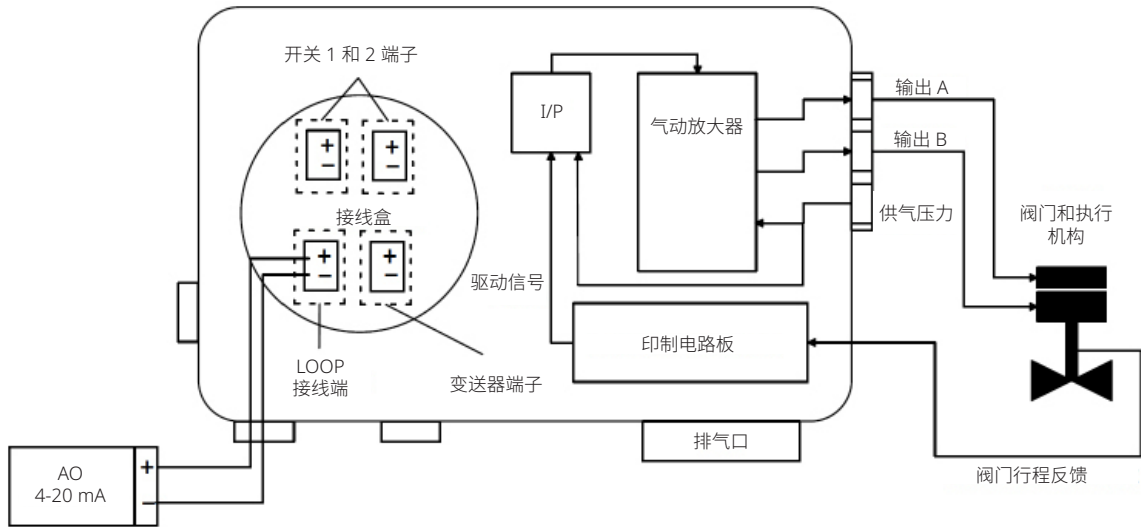 开关 1 和 2 端子
+
−
+
−
接线盒
+
−
+
−
LOOP
接线端
变送器端子
I/P
气动放大器
驱动信号
印制电路板
输出 A
输出 B
供气压力
阀门和执行
机构
排气口
阀门行程反馈
AO
4-20 mA
+
−